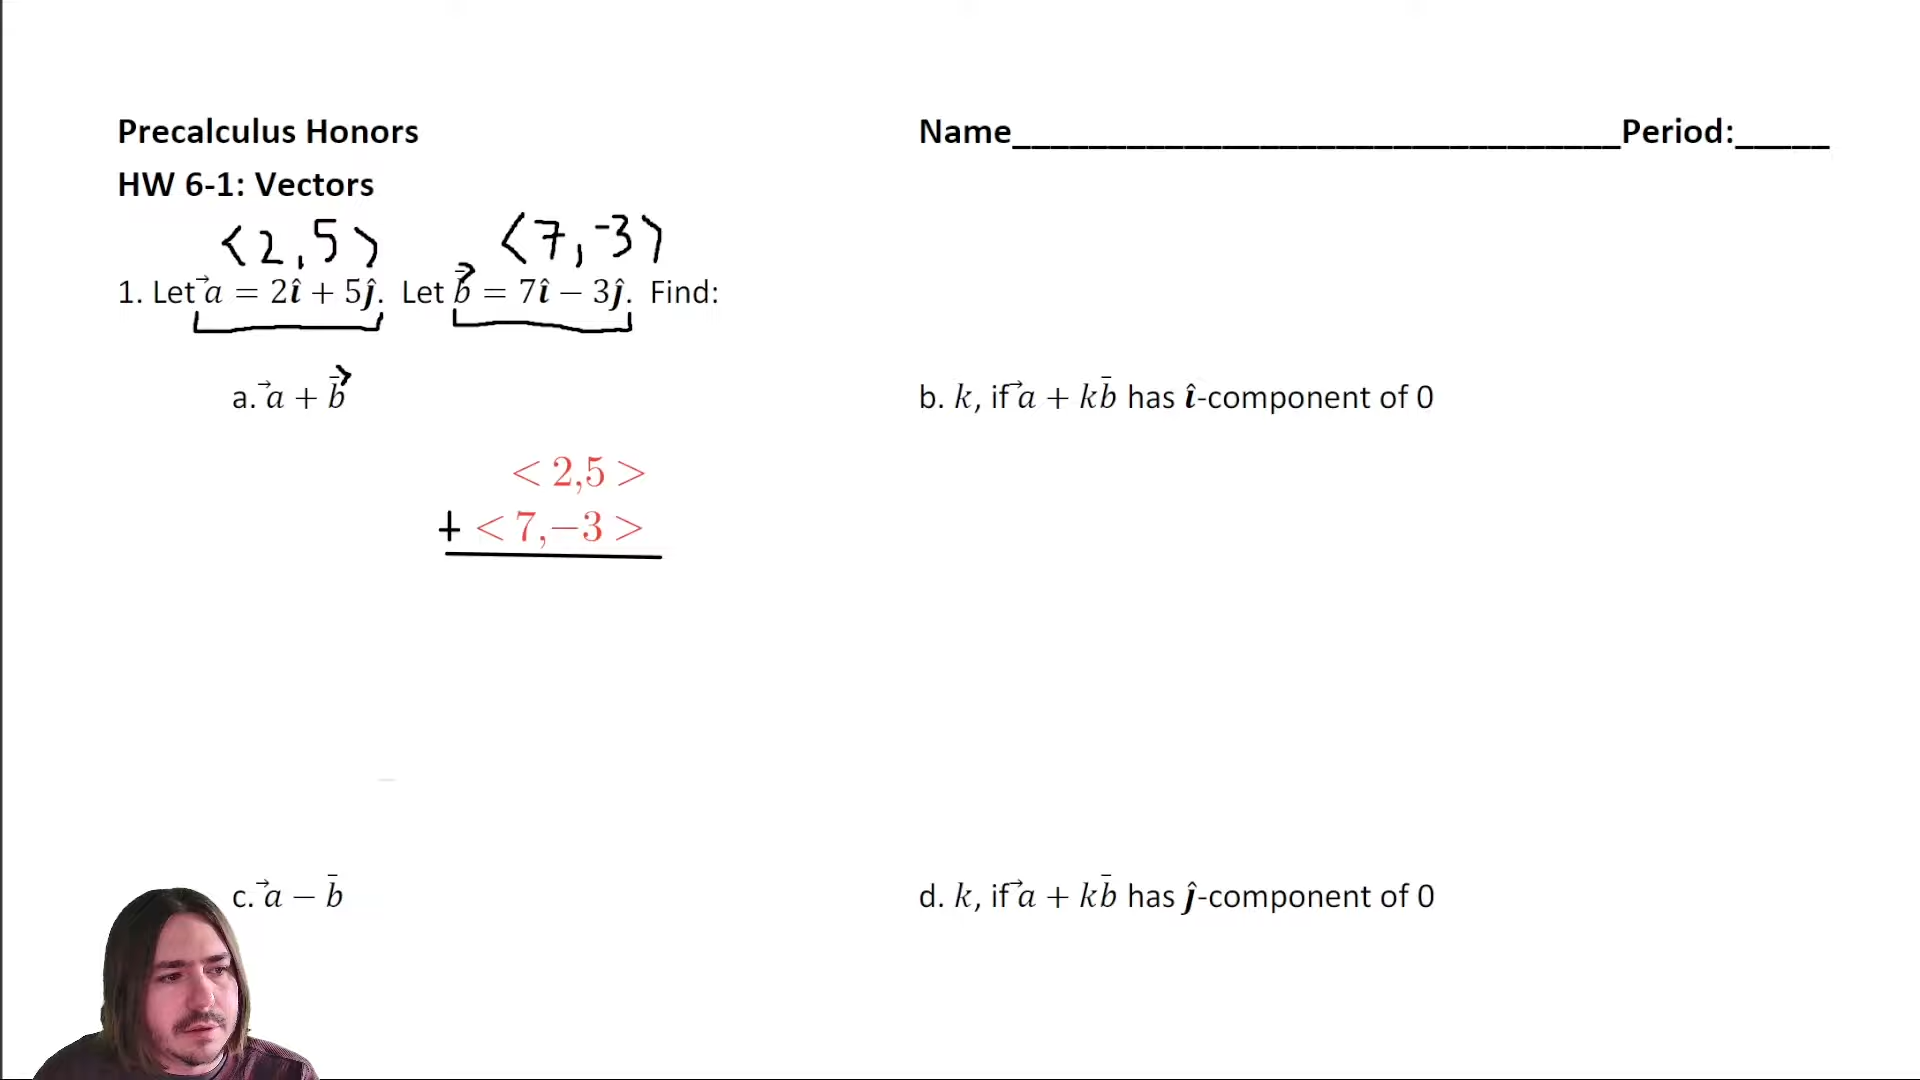 Precalculus Honors
Name________________________________Period:_____
HW 6-1: Vectors
⟨2,5⟩ ⟨7,-3⟩
1. Let a⃗ = 2î + 5ĵ. Let b⃗ = 7î − 3ĵ. Find:
a. a⃗ + b⃗
b. k, if a⃗ + kb̄ has î-component of 0
< 2,5 >
+ < 7,−3 >
c. a⃗ − b̄
d. k, if a⃗ + kb̄ has ĵ-component of 0